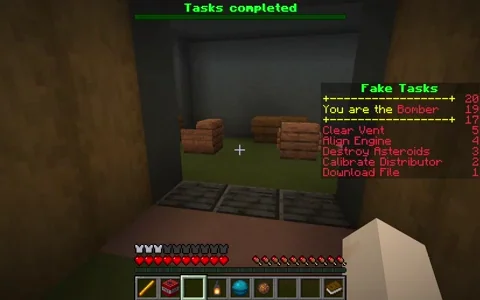 Tasks completed
Fake Tasks
+------------------+ 20
You are the Bomber 19
+------------------+ 17
Clear Vent 5
Align Engine 4
Destroy Asteroids 3
Calibrate Distributor 2
Download File 1